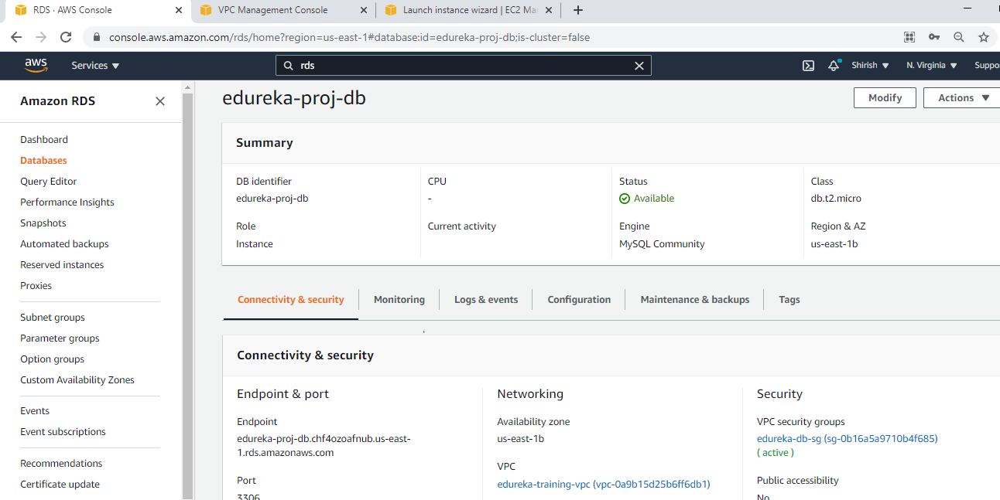 RDS · AWS Console
VPC Management Console
Launch instance wizard | EC2 Ma
console.aws.amazon.com/rds/home?region=us-east-1#database:id=edureka-proj-db;is-cluster=false
aws
Services
rds
Shirish
N. Virginia
Suppo
Amazon RDS
Dashboard
Databases
Query Editor
Performance Insights
Snapshots
Automated backups
Reserved instances
Proxies
Subnet groups
Parameter groups
Option groups
Custom Availability Zones
Events
Event subscriptions
Recommendations
Certificate update
edureka-proj-db
Modify
Actions
Summary
DB identifier
edureka-proj-db
CPU
-
Status
Available
Class
db.t2.micro
Role
Instance
Current activity
Engine
MySQL Community
Region & AZ
us-east-1b
Connectivity & security
Monitoring
Logs & events
Configuration
Maintenance & backups
Tags
Connectivity & security
Endpoint & port
Endpoint
edureka-proj-db.chf4ozoafnub.us-east-
1.rds.amazonaws.com
Port
3306
Networking
Availability zone
us-east-1b
VPC
edureka-training-vpc (vpc-0a9b15d25b6ff6db1)
Security
VPC security groups
edureka-db-sg (sg-0b16a5a9710b4f685)
( active )
Public accessibility
No